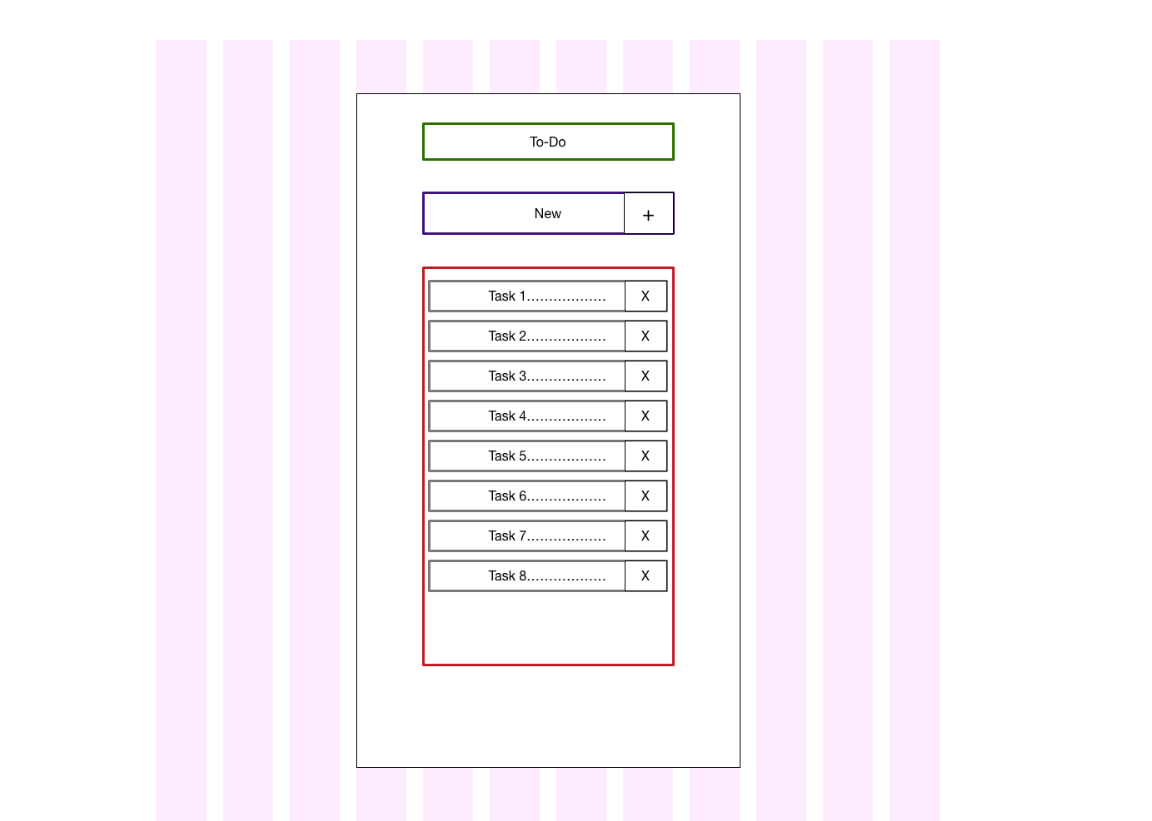 To-Do
New +
Task 1.................. X
Task 2.................. X
Task 3.................. X
Task 4.................. X
Task 5.................. X
Task 6.................. X
Task 7.................. X
Task 8.................. X